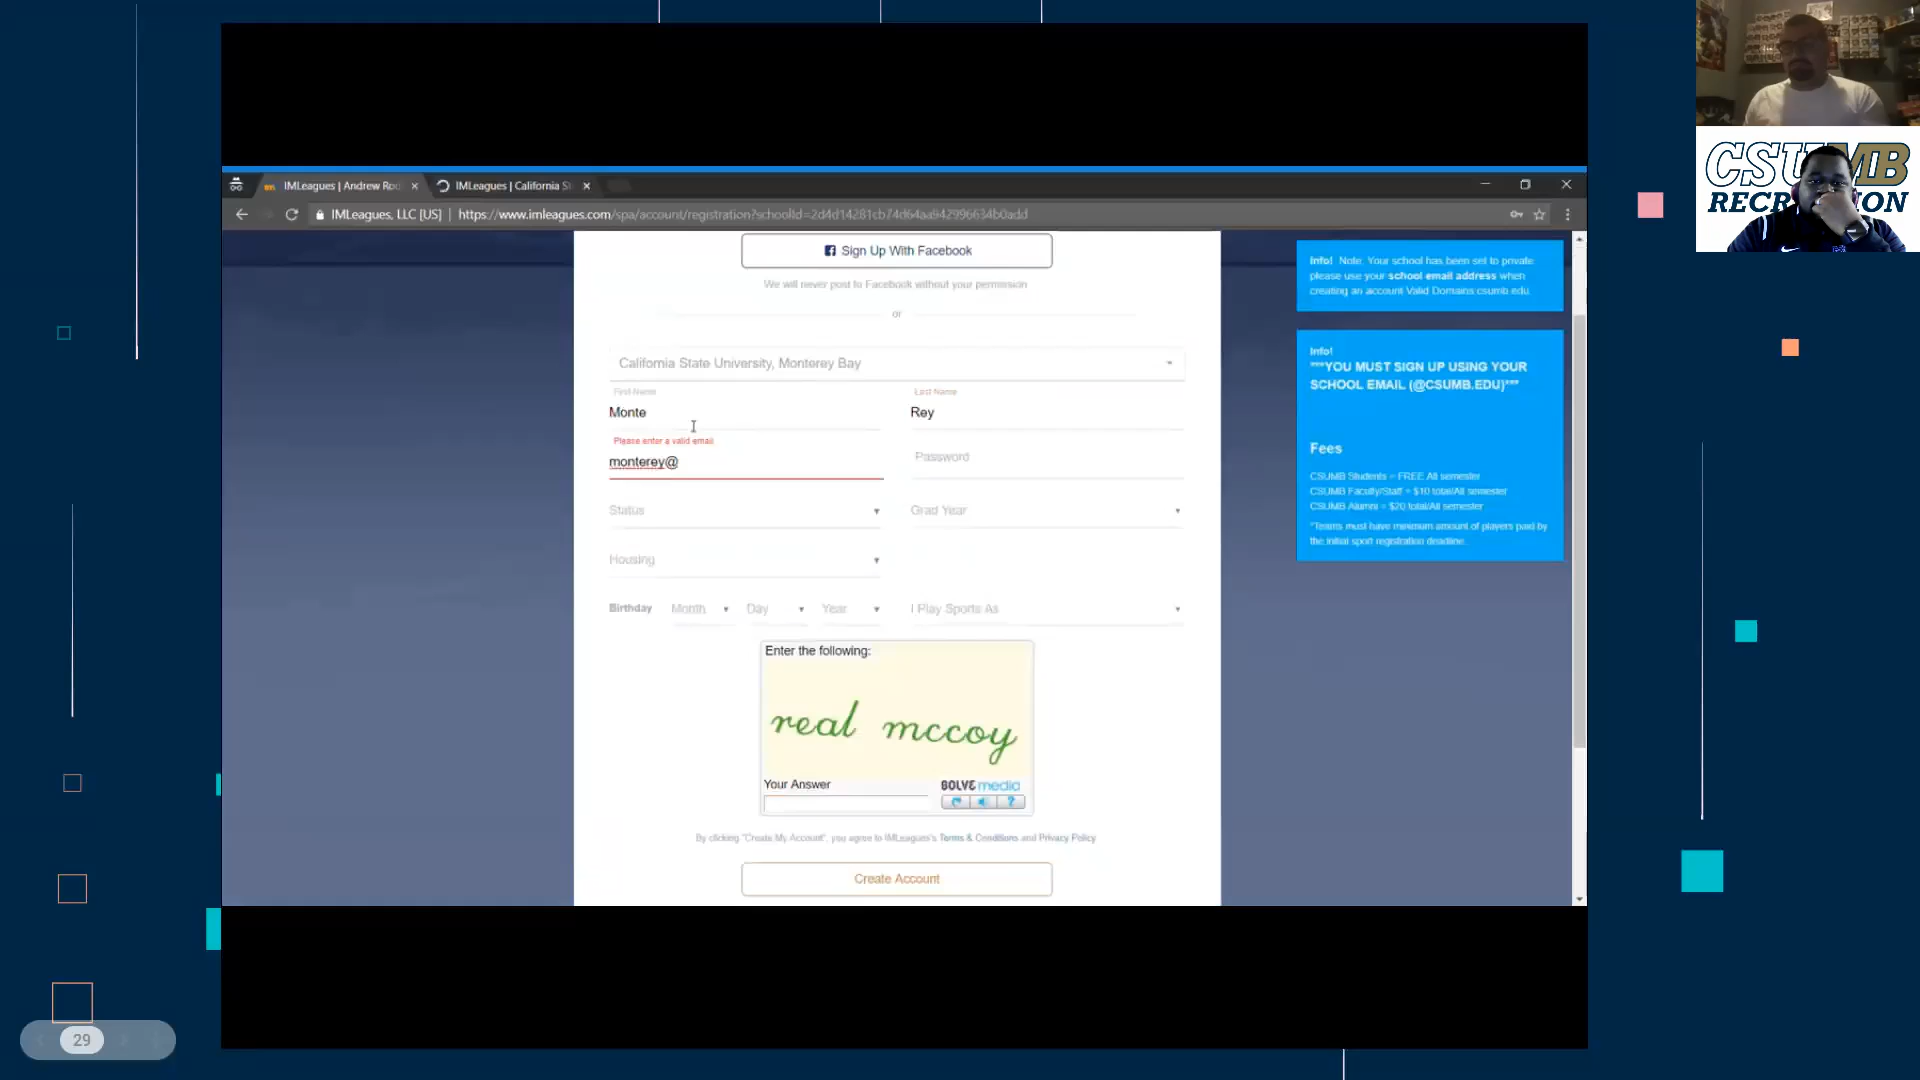 IMLeagues | Andrew Rod
IMLeagues | California St
IMLeagues, LLC [US] | https://www.imleagues.com/spa/account/registration?schoolId=2d4d14281cb74d64aa942996634b0add
CSUMB
Sign Up With Facebook
We will never post to Facebook without your permission
or
California State University, Monterey Bay
First Name
Last Name
Monte
Rey
Please enter a valid email
monterey@
Password
Status
Grad Year
Housing
Birthday
Month
Day
Year
I Play Sports As
Enter the following:
real mccoy
Your Answer
SOLVE media
By clicking "Create My Account", you agree to IMLeagues's Terms & Conditions and Privacy Policy
Create Account
Info! Note: Your school has been set to private
please use your school email address when
creating an account Valid Domains:csumb.edu.
Info!
***YOU MUST SIGN UP USING YOUR
SCHOOL EMAIL (@CSUMB.EDU)***
Fees
CSUMB Students = FREE All semester
CSUMB Faculty/Staff = $10 total/All semester
CSUMB Alumni = $20 total/All semester
*Teams must have minimum amount of players paid by
the initial sport registration deadline.
29